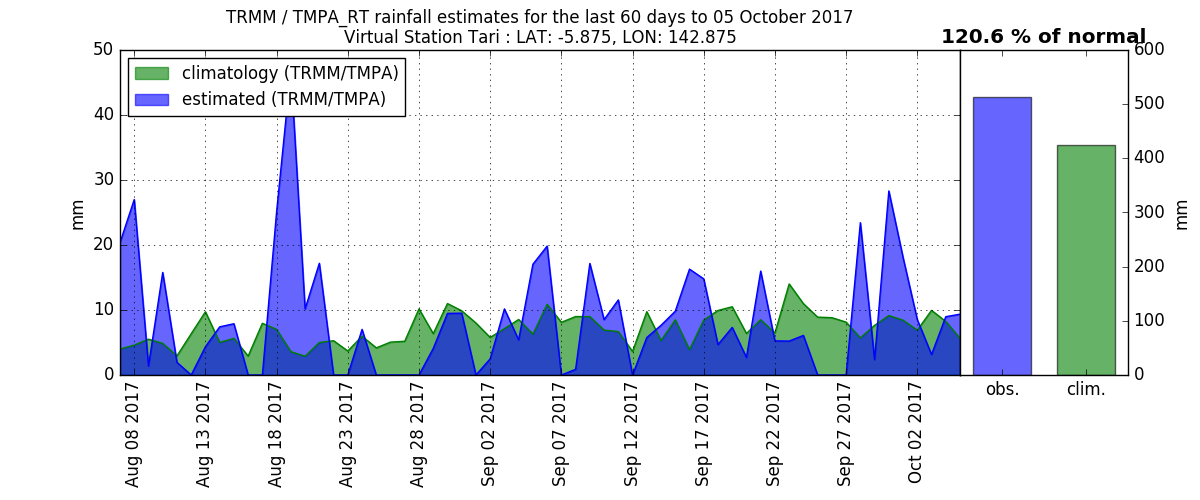 TRMM / TMPA_RT rainfall estimates for the last 60 days to 05 October 2017
Virtual Station Tari : LAT: -5.875, LON: 142.875
120.6 % of normal
climatology (TRMM/TMPA)
estimated (TRMM/TMPA)
50
40
30
20
10
0
mm
600
500
400
300
200
100
0
mm
obs.
clim.
Aug 08 2017
Aug 13 2017
Aug 18 2017
Aug 23 2017
Aug 28 2017
Sep 02 2017
Sep 07 2017
Sep 12 2017
Sep 17 2017
Sep 22 2017
Sep 27 2017
Oct 02 2017